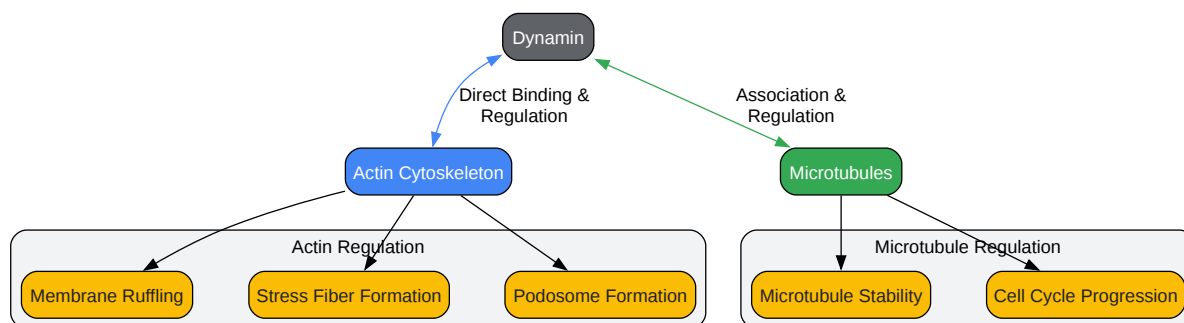 Dynamin
Direct Binding &
Regulation
Association &
Regulation
Actin Cytoskeleton
Microtubules
Actin Regulation
Microtubule Regulation
Membrane Ruffling
Stress Fiber Formation
Podosome Formation
Microtubule Stability
Cell Cycle Progression